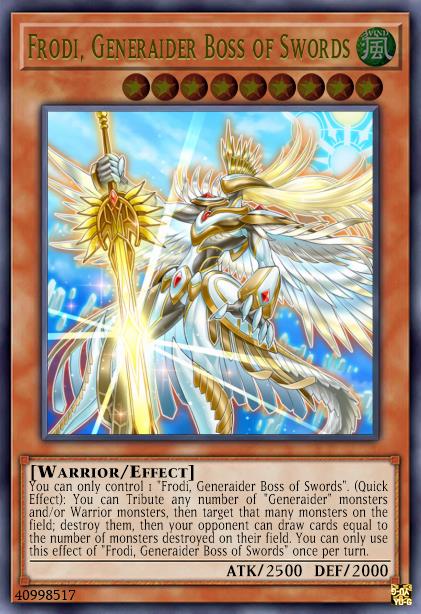 FRODI, GENERAIDER BOSS OF SWORDS
WIND
風
[WARRIOR/EFFECT]
You can only control 1 "Frodi, Generaider Boss of Swords". (Quick
Effect): You can Tribute any number of "Generaider" monsters
and/or Warrior monsters, then target that many monsters on the
field; destroy them, then your opponent can draw cards equal to
the number of monsters destroyed on their field. You can only use
this effect of "Frodi, Generaider Boss of Swords" once per turn.
ATK/2500 DEF/2000
40998517